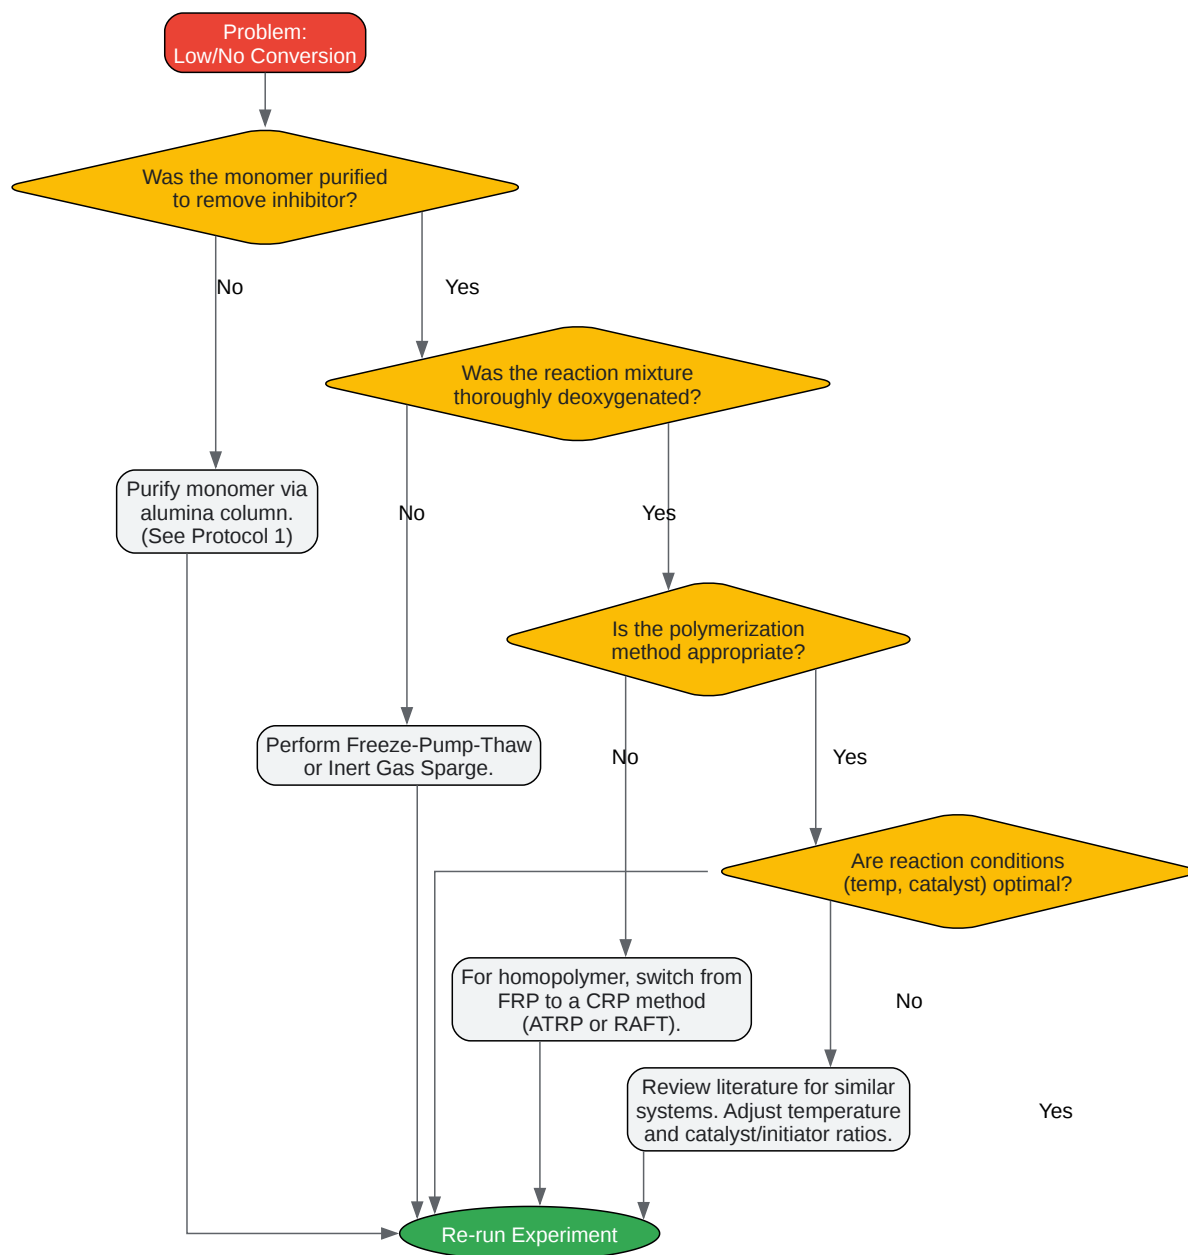 Problem:
Low/No Conversion
Was the monomer purified
to remove inhibitor?
No
Yes
Was the reaction mixture
thoroughly deoxygenated?
Purify monomer via
alumina column.
(See Protocol 1)
No
Yes
Is the polymerization
method appropriate?
Perform Freeze-Pump-Thaw
or Inert Gas Sparge.
No
Yes
Are reaction conditions
(temp, catalyst) optimal?
For homopolymer, switch from
FRP to a CRP method
(ATRP or RAFT).
No
Review literature for similar
systems. Adjust temperature
and catalyst/initiator ratios.
Yes
Re-run Experiment